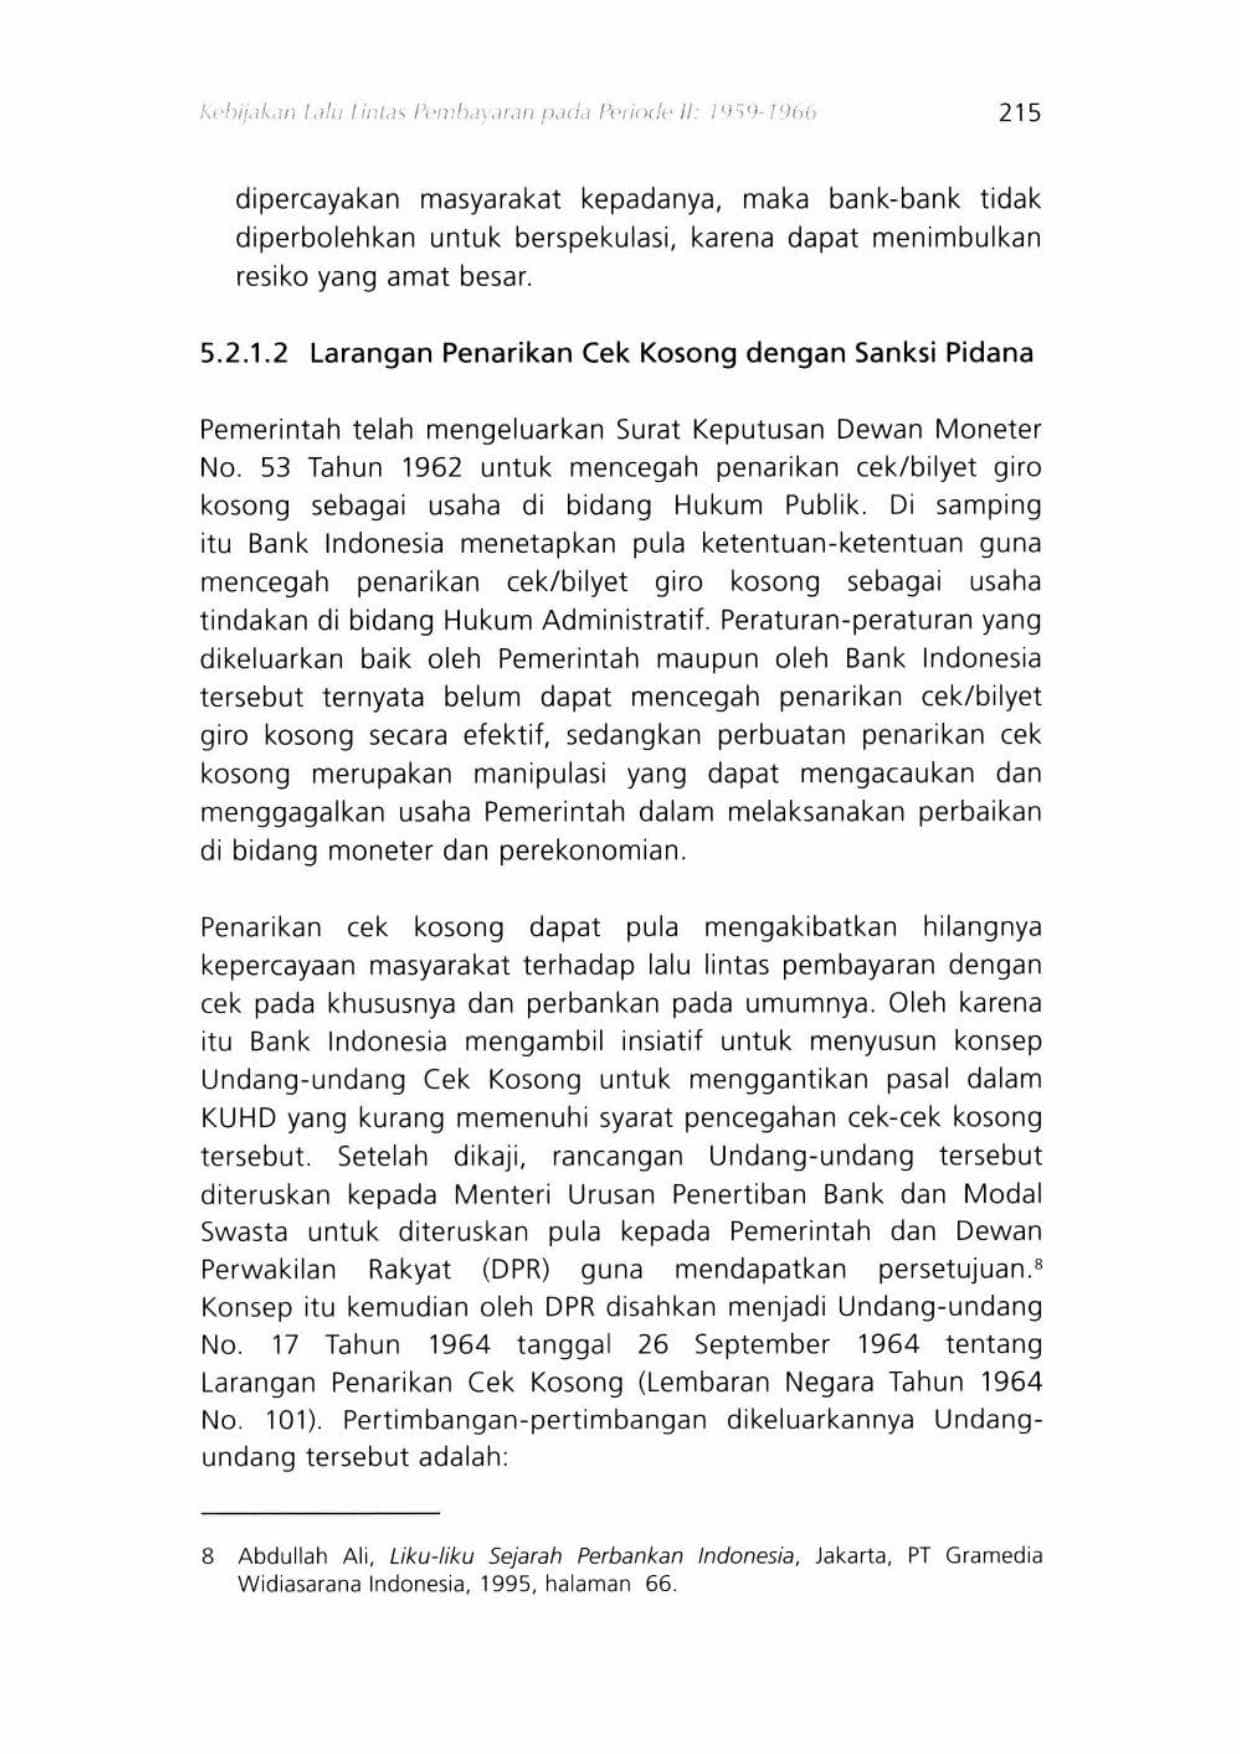 Kebijakan Lalu Lintas Pembayaran pada Periode II: 1959-1966 215
dipercayakan masyarakat kepadanya, maka bank-bank tidak
diperbolehkan untuk berspekulasi, karena dapat menimbulkan
resiko yang amat besar.
5.2.1.2 Larangan Penarikan Cek Kosong dengan Sanksi Pidana
Pemerintah telah mengeluarkan Surat Keputusan Dewan Moneter
No. 53 Tahun 1962 untuk mencegah penarikan cek/bilyet giro
kosong sebagai usaha di bidang Hukum Publik. Di samping
itu Bank Indonesia menetapkan pula ketentuan-ketentuan guna
mencegah penarikan cek/bilyet giro kosong sebagai usaha
tindakan di bidang Hukum Administratif. Peraturan-peraturan yang
dikeluarkan baik oleh Pemerintah maupun oleh Bank Indonesia
tersebut ternyata belum dapat mencegah penarikan cek/bilyet
giro kosong secara efektif, sedangkan perbuatan penarikan cek
kosong merupakan manipulasi yang dapat mengacaukan dan
menggagalkan usaha Pemerintah dalam melaksanakan perbaikan
di bidang moneter dan perekonomian.
Penarikan cek kosong dapat pula mengakibatkan hilangnya
kepercayaan masyarakat terhadap lalu lintas pembayaran dengan
cek pada khususnya dan perbankan pada umumnya. Oleh karena
itu Bank Indonesia mengambil insiatif untuk menyusun konsep
Undang-undang Cek Kosong untuk menggantikan pasal dalam
KUHD yang kurang memenuhi syarat pencegahan cek-cek kosong
tersebut. Setelah dikaji, rancangan Undang-undang tersebut
diteruskan kepada Menteri Urusan Penertiban Bank dan Modal
Swasta untuk diteruskan pula kepada Pemerintah dan Dewan
Perwakilan Rakyat (DPR) guna mendapatkan persetujuan.⁸
Konsep itu kemudian oleh DPR disahkan menjadi Undang-undang
No. 17 Tahun 1964 tanggal 26 September 1964 tentang
Larangan Penarikan Cek Kosong (Lembaran Negara Tahun 1964
No. 101). Pertimbangan-pertimbangan dikeluarkannya Undang-
undang tersebut adalah:
8 Abdullah Ali, Liku-liku Sejarah Perbankan Indonesia, Jakarta, PT Gramedia
Widiasarana Indonesia, 1995, halaman 66.